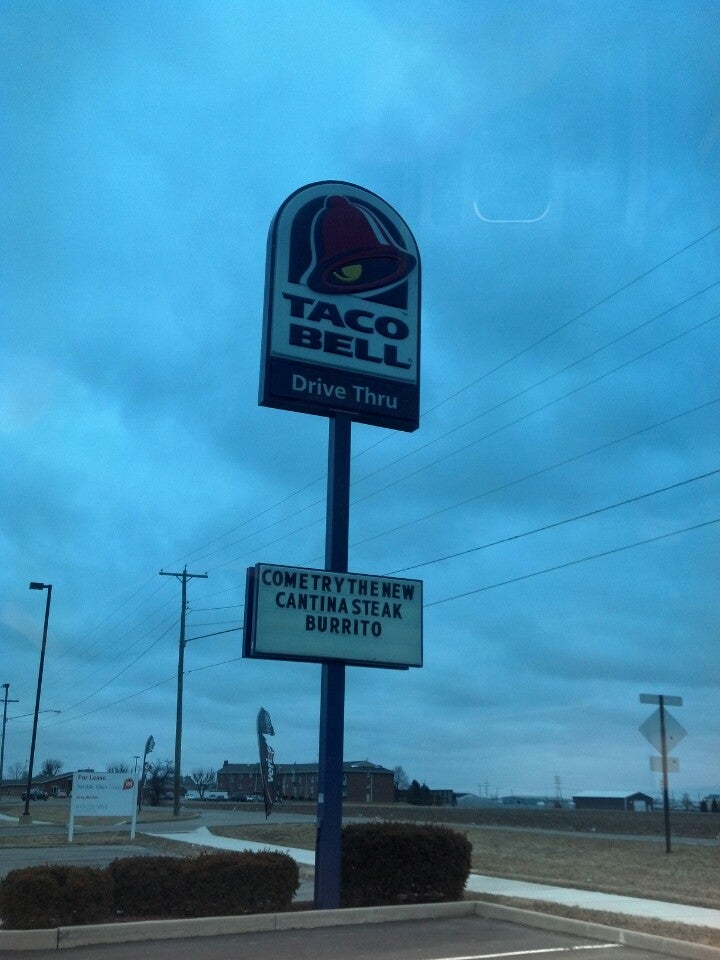 TACO
BELL
Drive Thru
COME TRY THE NEW
CANTINA STEAK
BURRITO
For Lease